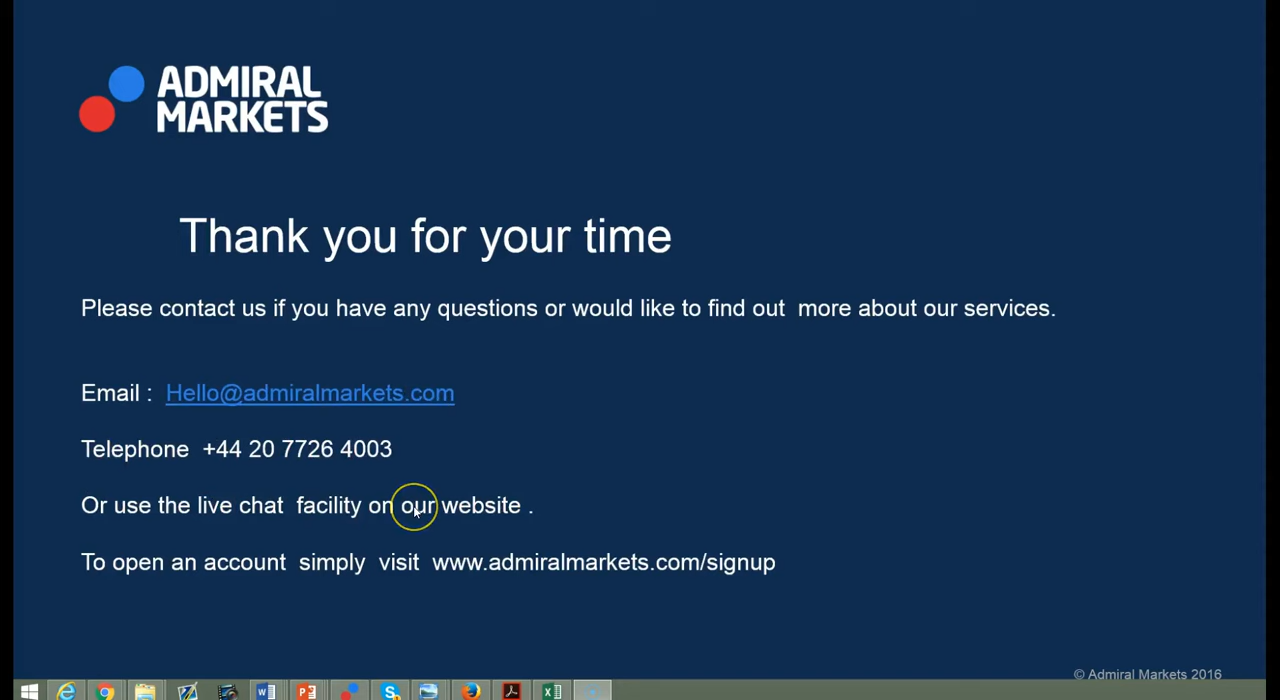 ADMIRAL
MARKETS
Thank you for your time
Please contact us if you have any questions or would like to find out  more about our services.
Email :  Hello@admiralmarkets.com
Telephone  +44 20 7726 4003
Or use the live chat  facility on our website .
To open an account  simply  visit  www.admiralmarkets.com/signup
© Admiral Markets 2016